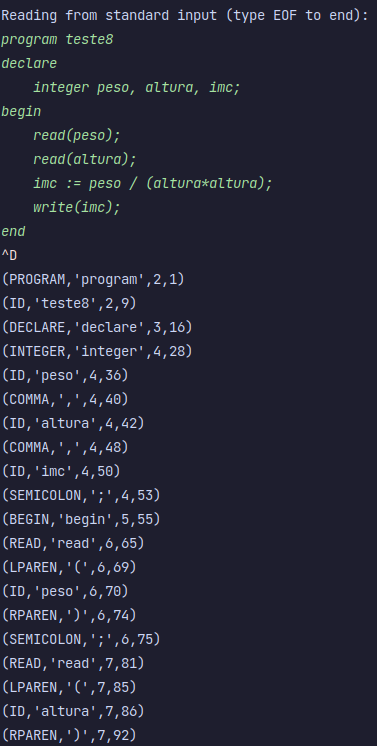 Reading from standard input (type EOF to end):
program teste8
declare
    integer peso, altura, imc;
begin
    read(peso);
    read(altura);
    imc := peso / (altura*altura);
    write(imc);
end
^D
(PROGRAM,'program',2,1)
(ID,'teste8',2,9)
(DECLARE,'declare',3,16)
(INTEGER,'integer',4,28)
(ID,'peso',4,36)
(COMMA,',',4,40)
(ID,'altura',4,42)
(COMMA,',',4,48)
(ID,'imc',4,50)
(SEMICOLON,';',4,53)
(BEGIN,'begin',5,55)
(READ,'read',6,65)
(LPAREN,'(',6,69)
(ID,'peso',6,70)
(RPAREN,')',6,74)
(SEMICOLON,';',6,75)
(READ,'read',7,81)
(LPAREN,'(',7,85)
(ID,'altura',7,86)
(RPAREN,')',7,92)